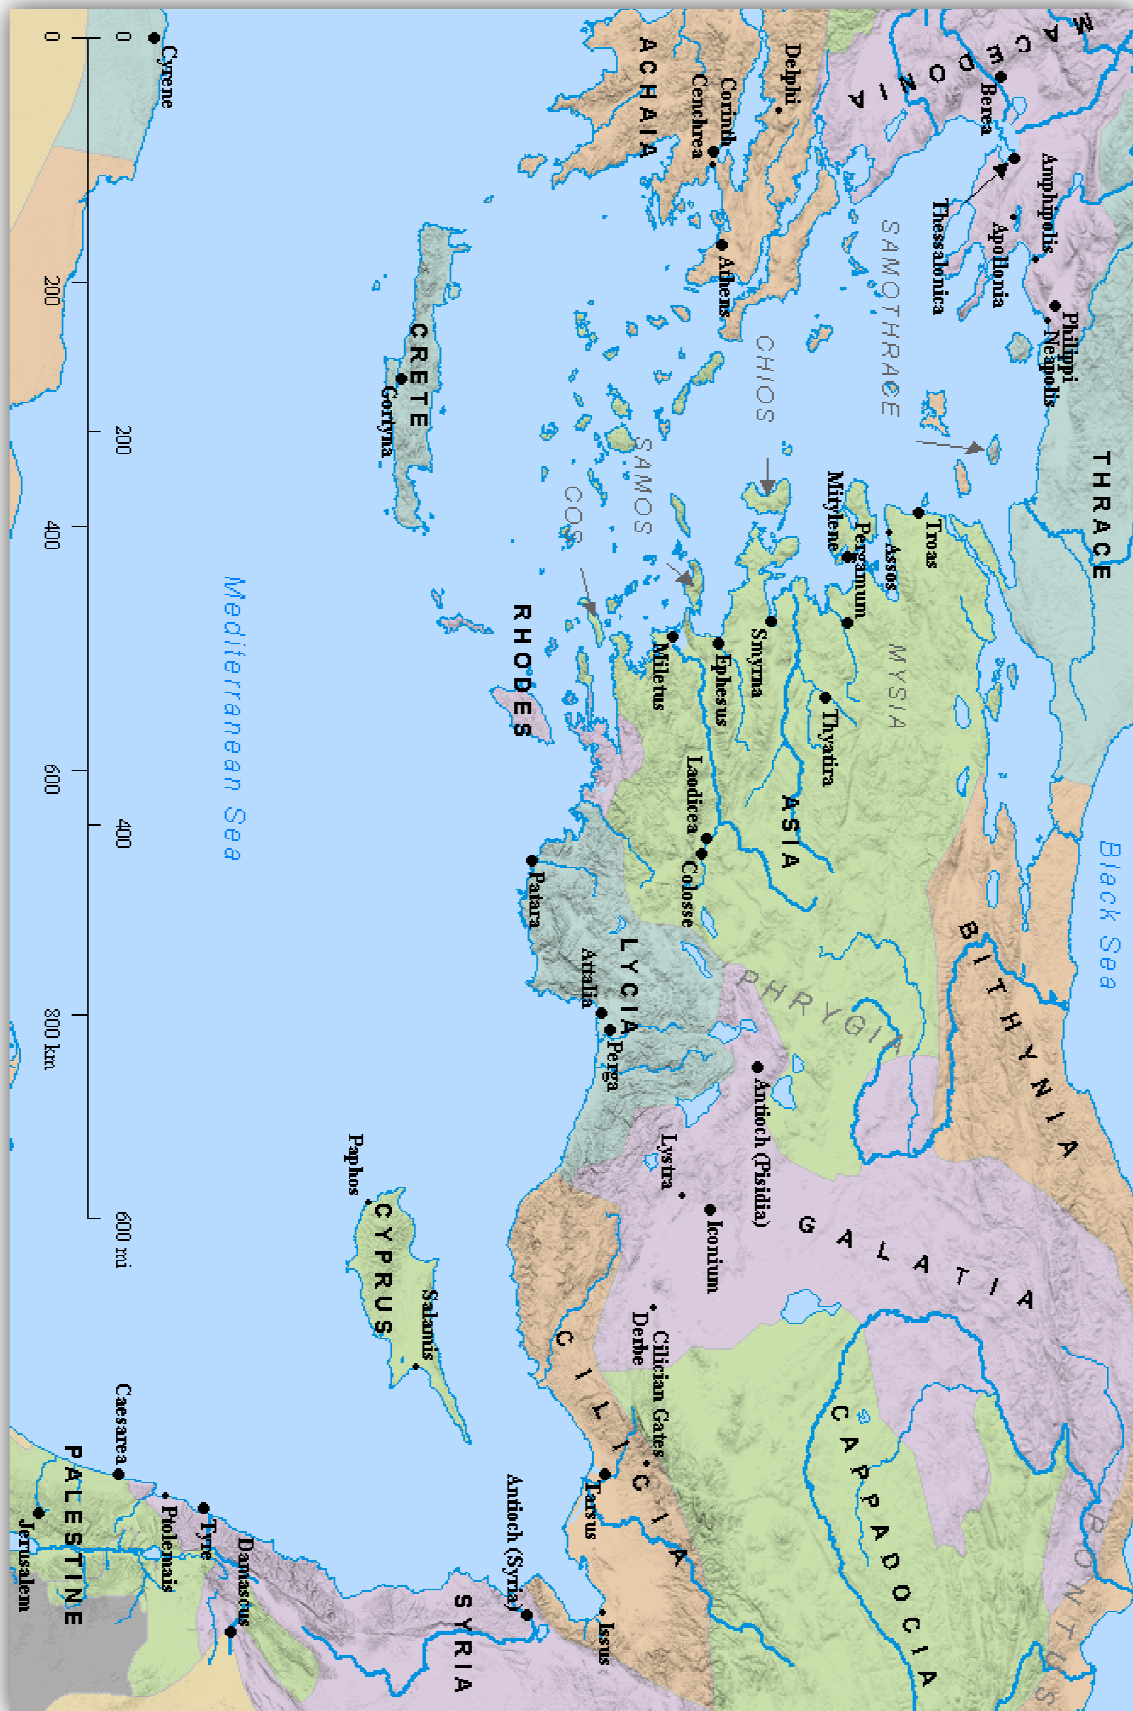 MACEDONIA
THRACE
Black Sea
BITHYNIA
PONTUS
Berea
Amphipolis
Apollonia
Thessalonica
Philippi
Neapolis
SAMOTHRACE
Troas
Assos
Mitylene
Pergamum
MYSIA
Thyatira
PHRYGIA
GALATIA
CAPPADOCIA
Delphi
Corinth
Cenchrea
ACHAIA
Athens
CHIOS
Smyrna
ASIA
Ephesus
SAMOS
Miletus
Laodicea
Colosse
Antioch (Pisidia)
Iconium
Lystra
Derbe
Cilician Gates
CILICIA
Tarsus
Issus
COS
RHODES
LYCIA
Attalia
Perga
Patara
Antioch (Syria)
SYRIA
CRETE
Gortyna
CYPRUS
Paphos
Salamis
Mediterranean Sea
Cyrene
Damascus
Tyre
Ptolemais
Caesarea
PALESTINE
Jerusalem
0 200 400 600 mi
0 200 400 600 800 km